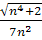 √(n⁴+2)
7n²